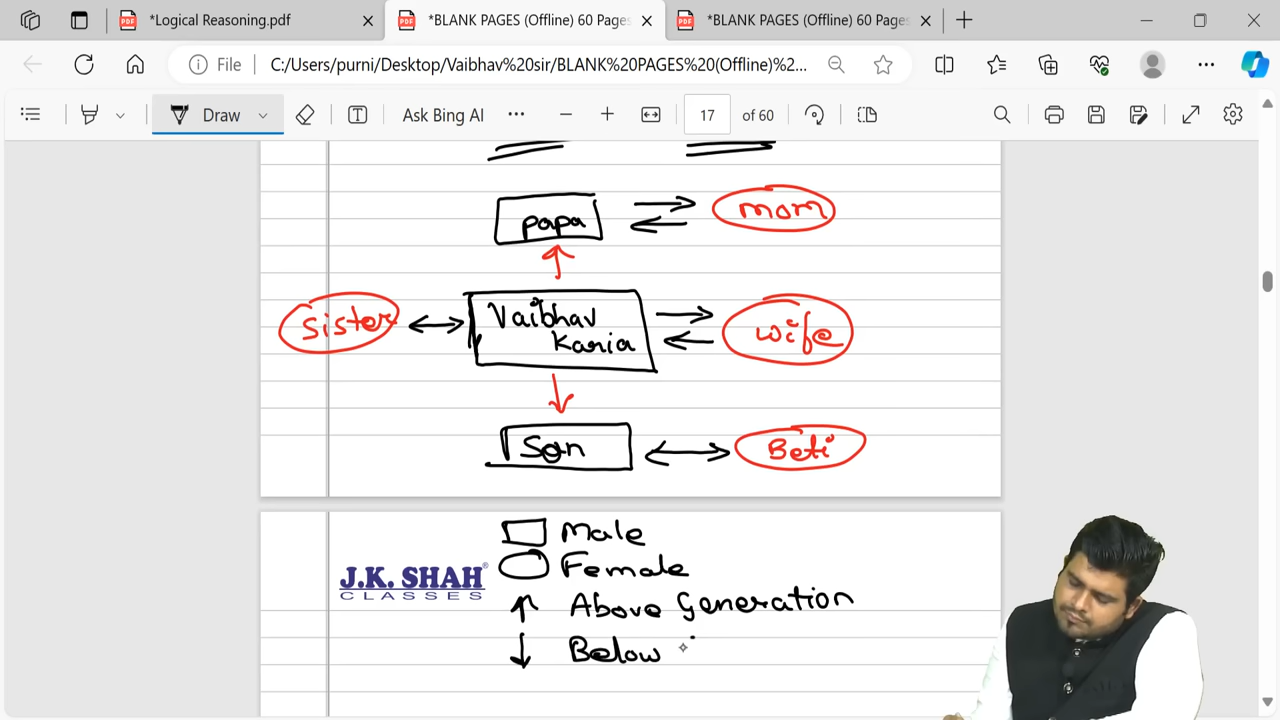 *Logical Reasoning.pdf
*BLANK PAGES (Offline) 60 Pages
*BLANK PAGES (Offline) 60 Pages
File C:/Users/purni/Desktop/Vaibhav%20sir/BLANK%20PAGES%20(Offline)%2...
Draw Ask Bing AI 17 of 60
papa mom
sister Vaibhav wife
Karia
Son Beti
Male
J.K. SHAH® Female
CLASSES Above Generation
Below